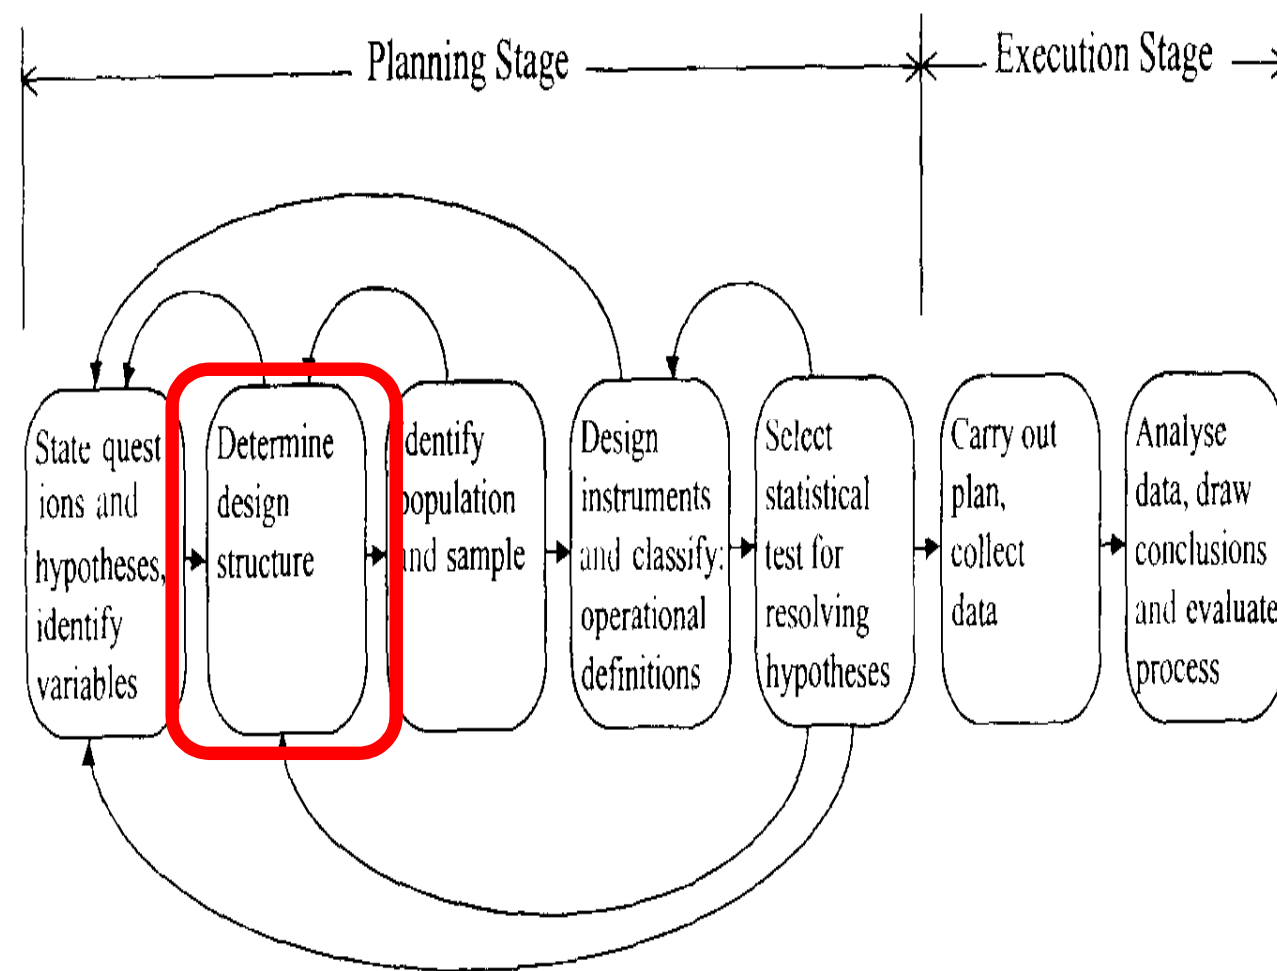 Planning Stage
Execution Stage
State quest
ions and
hypotheses,
identify
variables
Determine
design
structure
dentify
population
and sample
Design
instruments
and classify:
operational
definitions
Select
statistical
test for
resolving
hypotheses
Carry out
plan,
collect
data
Analyse
data, draw
conclusions
and evaluate
process